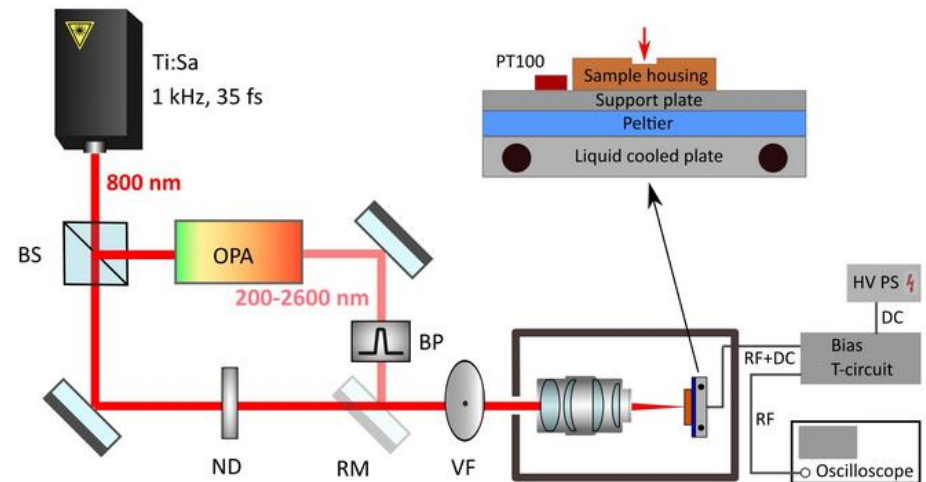 Ti:Sa
1 kHz, 35 fs
800 nm
BS
OPA
200-2600 nm
BP
ND
RM
VF
PT100
Sample housing
Support plate
Peltier
Liquid cooled plate
HV PS
DC
RF+DC
Bias
T-circuit
RF
Oscilloscope